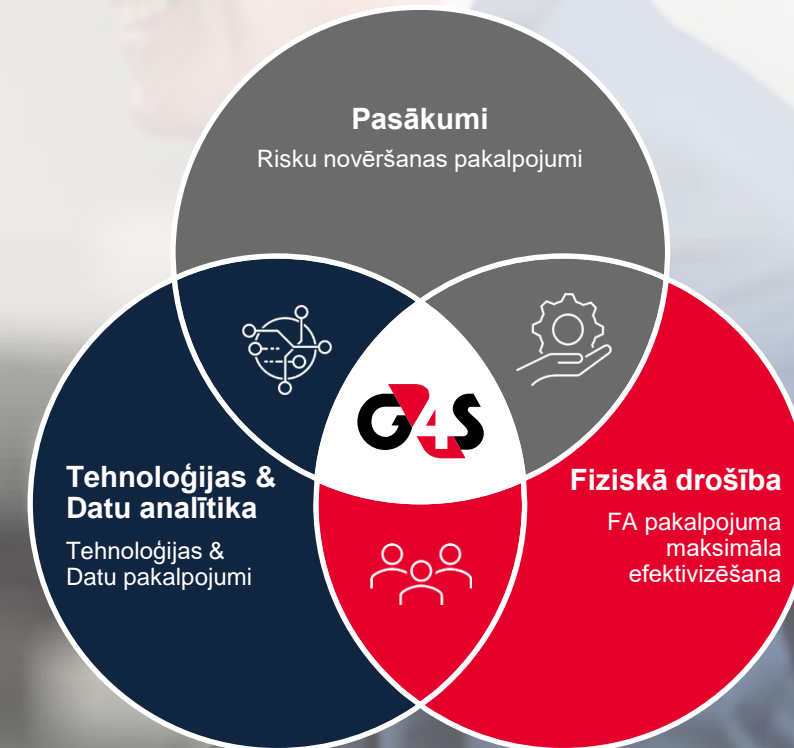 Pasākumi
Risku novēršanas pakalpojumi
G4S
Tehnoloģijas &
Datu analītika
Tehnoloģijas &
Datu pakalpojumi
Fiziskā drošība
FA pakalpojuma
maksimāla
efektivizēšana